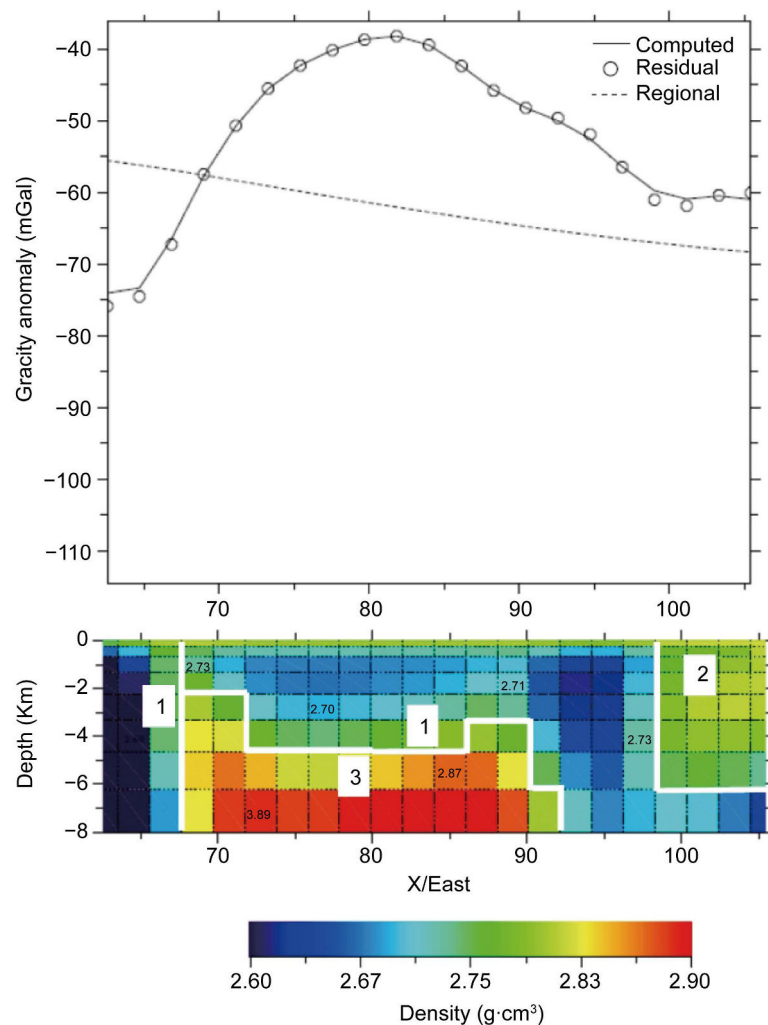 −40
−50
−60
−70
−80
−90
−100
−110
Gracity anomaly (mGal)
Computed
Residual
Regional
70 80 90 100
0
−2
−4
−6
−8
Depth (Km)
2.73
2.71
2.70
2.73
2.87
3.89
1
1
2
3
70 80 90 100
X/East
2.60 2.67 2.75 2.83 2.90
Density (g·cm³)